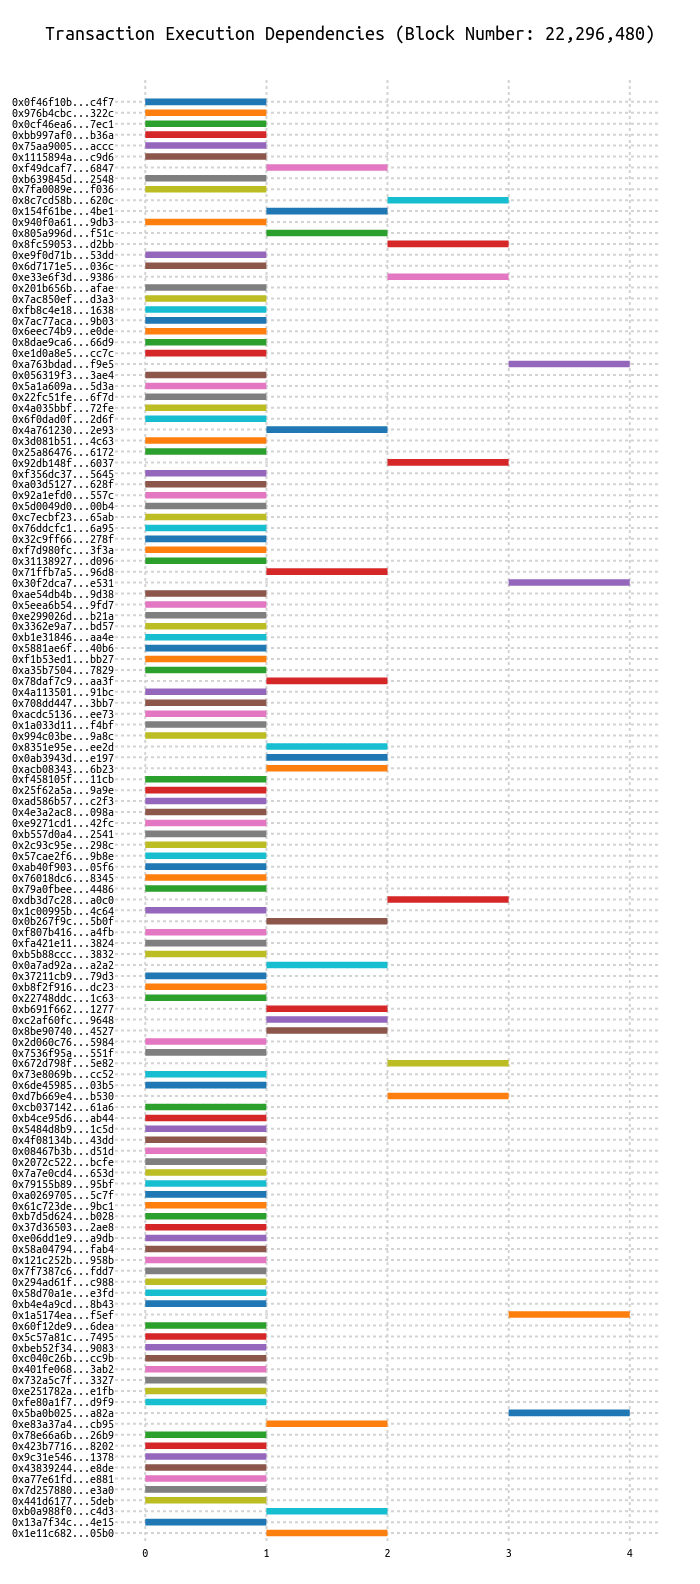 Transaction Execution Dependencies (Block Number: 22,296,480)
0x0f46f10b...c4f7
0x976b4cbc...322c
0x0cf46ea6...7ec1
0xbb997af0...b36a
0x75aa9005...accc
0x1115894a...c9d6
0xf49dcaf7...6847
0xb639845d...2548
0x7fa0089e...f036
0x8c7cd58b...620c
0x154f61be...4be1
0x940f0a61...9db3
0x805a996d...f51c
0x8fc59053...d2bb
0xe9f0d71b...53dd
0x6d7171e5...036c
0xe33e6f3d...9386
0x201b656b...afae
0x7ac850ef...d3a3
0xfb8c4e18...1638
0x7ac77aca...9b03
0x6eec74b9...e0de
0x8dae9ca6...66d9
0xe1d0a8e5...cc7c
0xa763bdad...f9e5
0x056319f3...3ae4
0x5a1a609a...5d3a
0x22fc51fe...6f7d
0x4a035bbf...72fe
0x6f0dad0f...2d6f
0x4a761230...2e93
0x3d081b51...4c63
0x25a86476...6172
0x92db148f...6037
0xf356dc37...5645
0xa03d5127...628f
0x92a1efd0...557c
0x5d0049d0...00b4
0xc7ecbf23...65ab
0x76ddcfc1...6a95
0x32c9ff66...278f
0xf7d980fc...3f3a
0x31138927...d096
0x71ffb7a5...96d8
0x30f2dca7...e531
0xae54db4b...9d38
0x5eea6b54...9fd7
0xe299026d...b21a
0x3362e9a7...bd57
0xb1e31846...aa4e
0x5881ae6f...40b6
0xf1b53ed1...bb27
0xa35b7504...7829
0x78daf7c9...aa3f
0x4a113501...91bc
0x708dd447...3bb7
0xacdc5136...ee73
0x1a033d11...f4bf
0x994c03be...9a8c
0x8351e95e...ee2d
0x0ab3943d...e197
0xacb08343...6b23
0xf458105f...11cb
0x25f62a5a...9a9e
0xad586b57...c2f3
0x4e3a2ac8...098a
0xe9271cd1...42fc
0xb557d0a4...2541
0x2c93c95e...298c
0x57cae2f6...9b8e
0xab40f903...05f6
0x76018dc6...8345
0x79a0fbee...4486
0xdb3d7c28...a0c0
0x1c00995b...4c64
0x0b267f9c...5b0f
0xf807b416...a4fb
0xfa421e11...3824
0xb5b88ccc...3832
0x0a7ad92a...a2a2
0x37211cb9...79d3
0xb8f2f916...dc23
0x22748ddc...1c63
0xb691f662...1277
0xc2af60fc...9648
0x8be90740...4527
0x2d060c76...5984
0x7536f95a...551f
0x672d798f...5e82
0x73e8069b...cc52
0x6de45985...03b5
0xd7b669e4...b530
0xcb037142...61a6
0xb4ce95d6...ab44
0x5484d8b9...1c5d
0x4f08134b...43dd
0x08467b3b...d51d
0x2072c522...bcfe
0x7a7e0cd4...653d
0x79155b89...95bf
0xa0269705...5c7f
0x61c723de...9bc1
0xb7d5d624...b028
0x37d36503...2ae8
0xe06dd1e9...a9db
0x58a04794...fab4
0x121c252b...958b
0x7f7387c6...fdd7
0x294ad61f...c988
0x58d70a1e...e3fd
0xb4e4a9cd...8b43
0x1a5174ea...f5ef
0x60f12de9...6dea
0x5c57a81c...7495
0xbeb52f34...9083
0xc040c26b...cc9b
0x401fe068...3ab2
0x732a5c7f...3327
0xe251782a...e1fb
0xfe80a1f7...d9f9
0x5ba0b025...a82a
0xe83a37a4...cb95
0x78e66a6b...26b9
0x423b7716...8202
0x9c31e546...1378
0x43839244...e8de
0xa77e61fd...e881
0x7d257880...e3a0
0x441d6177...5deb
0xb0a988f0...c4d3
0x13a7f34c...4e15
0x1e11c682...05b0
0 1 2 3 4